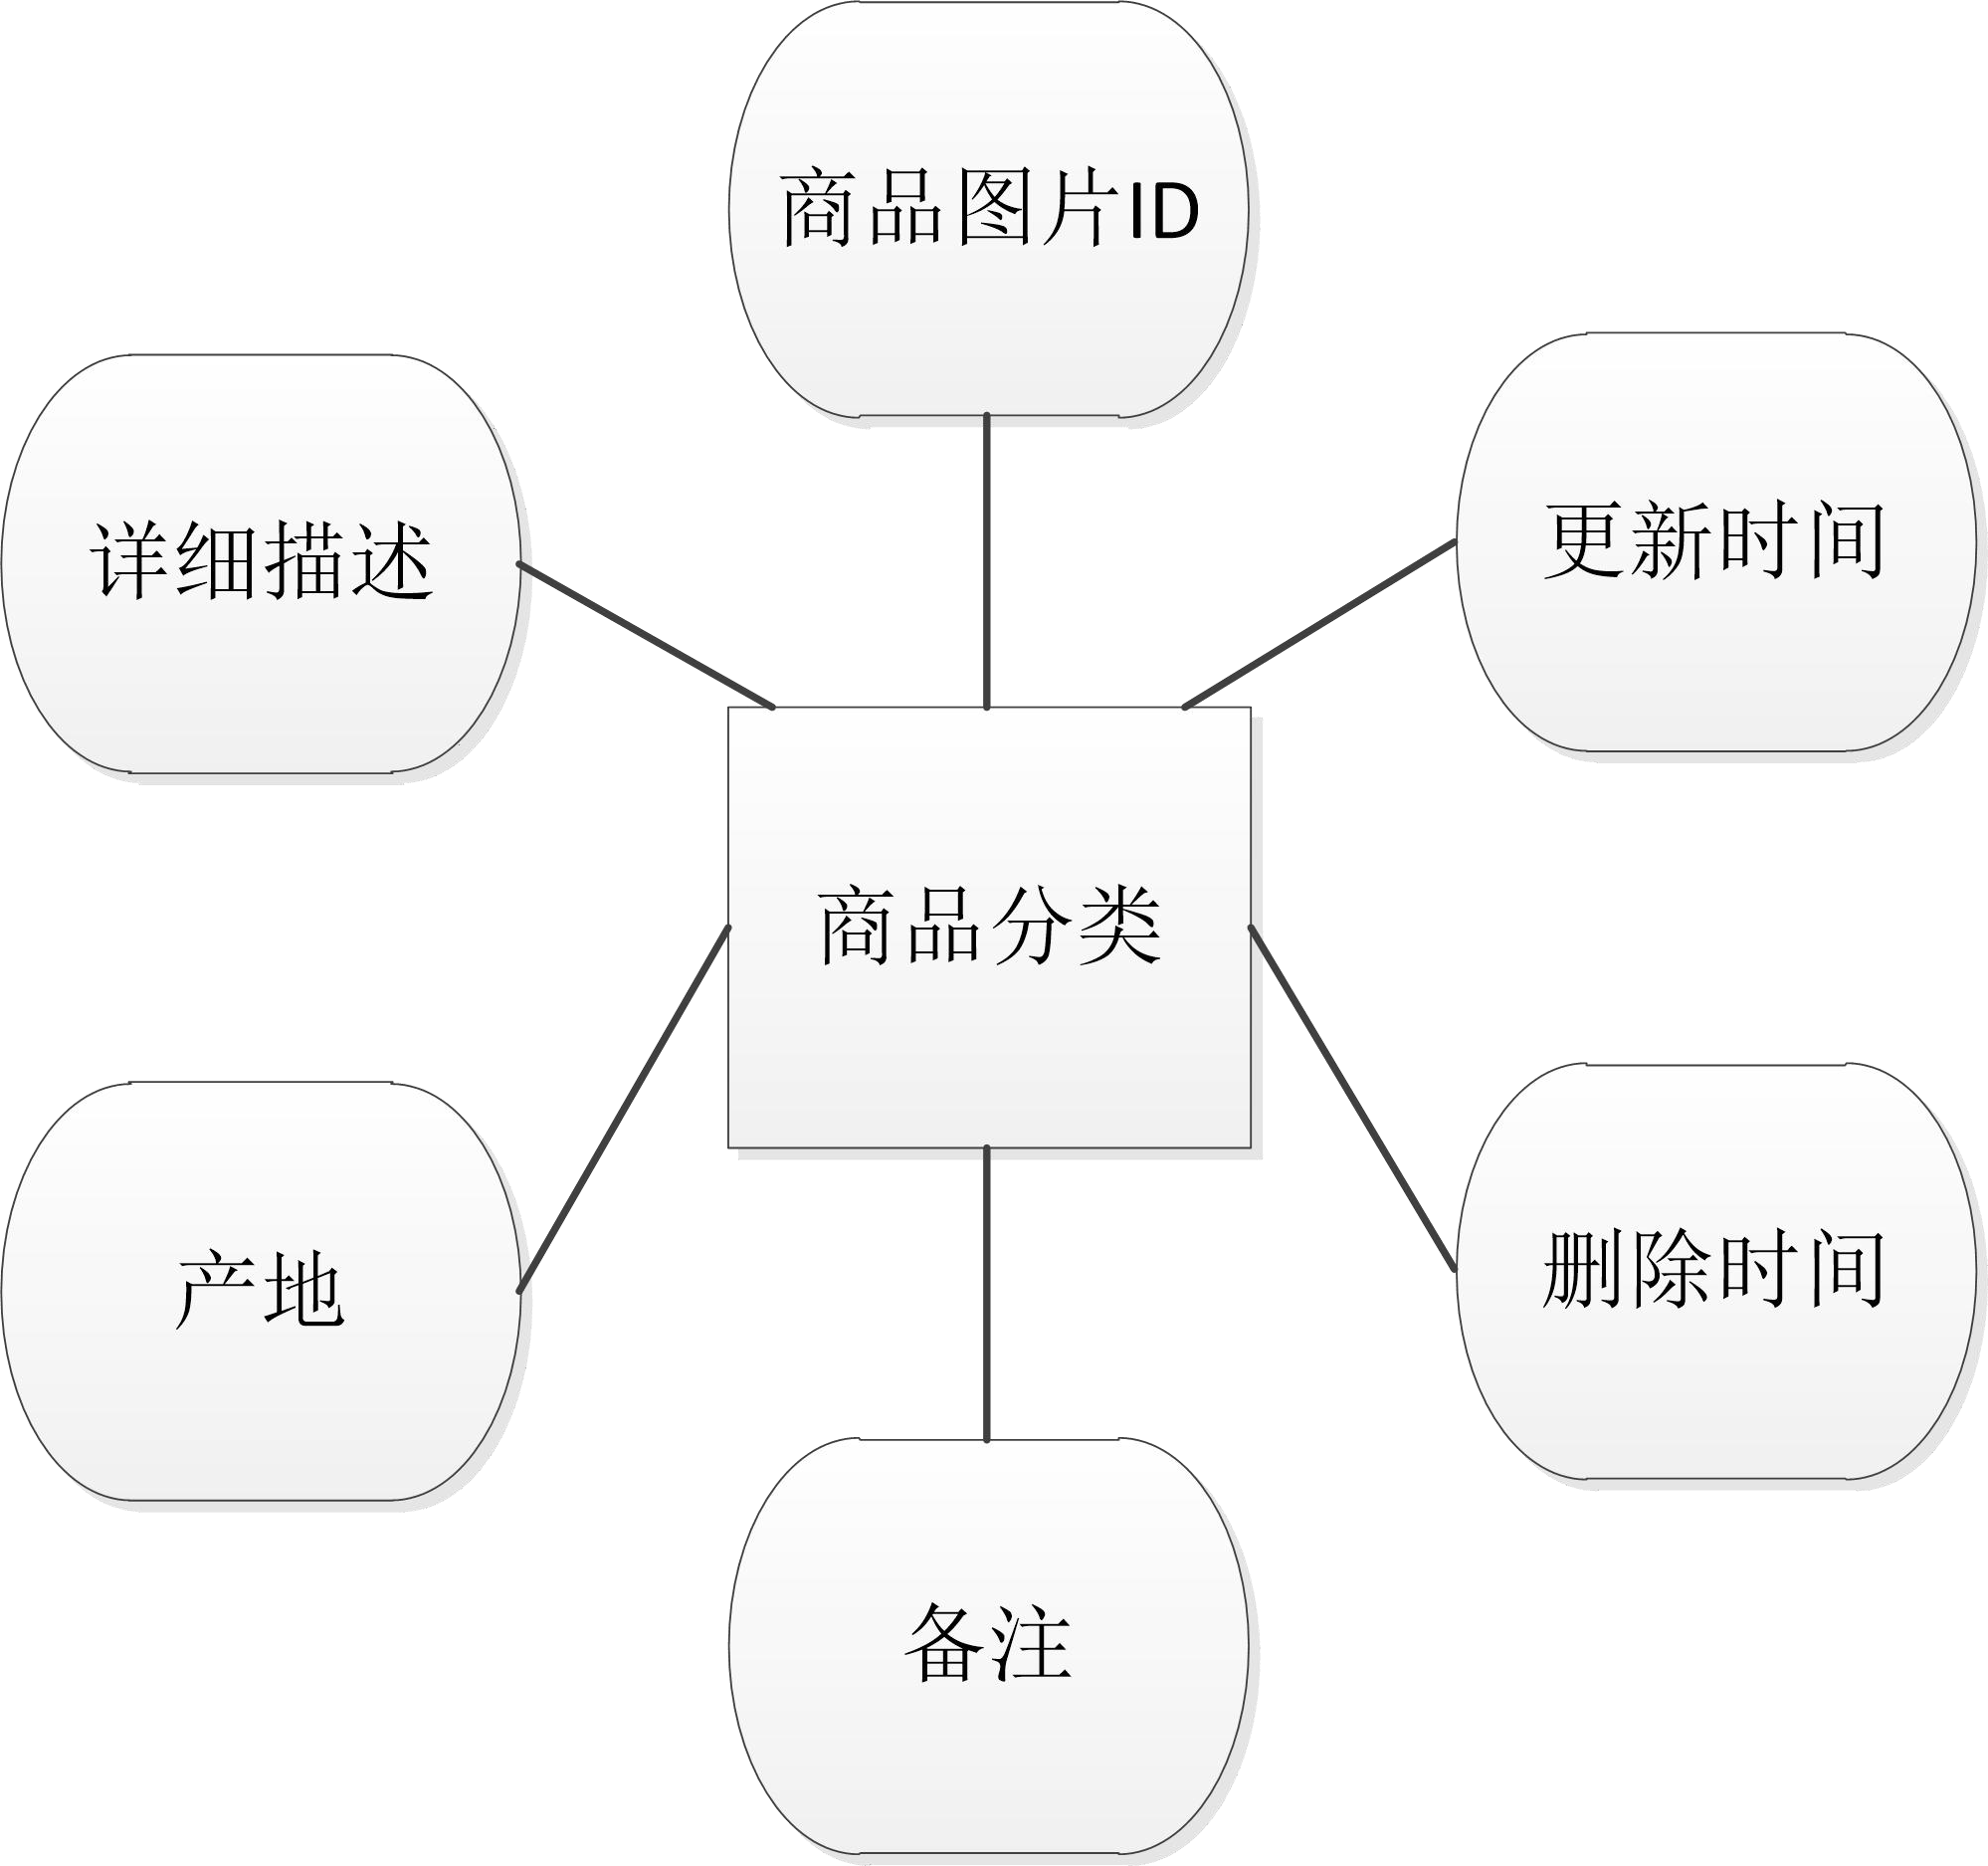 商品图片ID
详细描述
更新时间
商品分类
产地
删除时间
备注